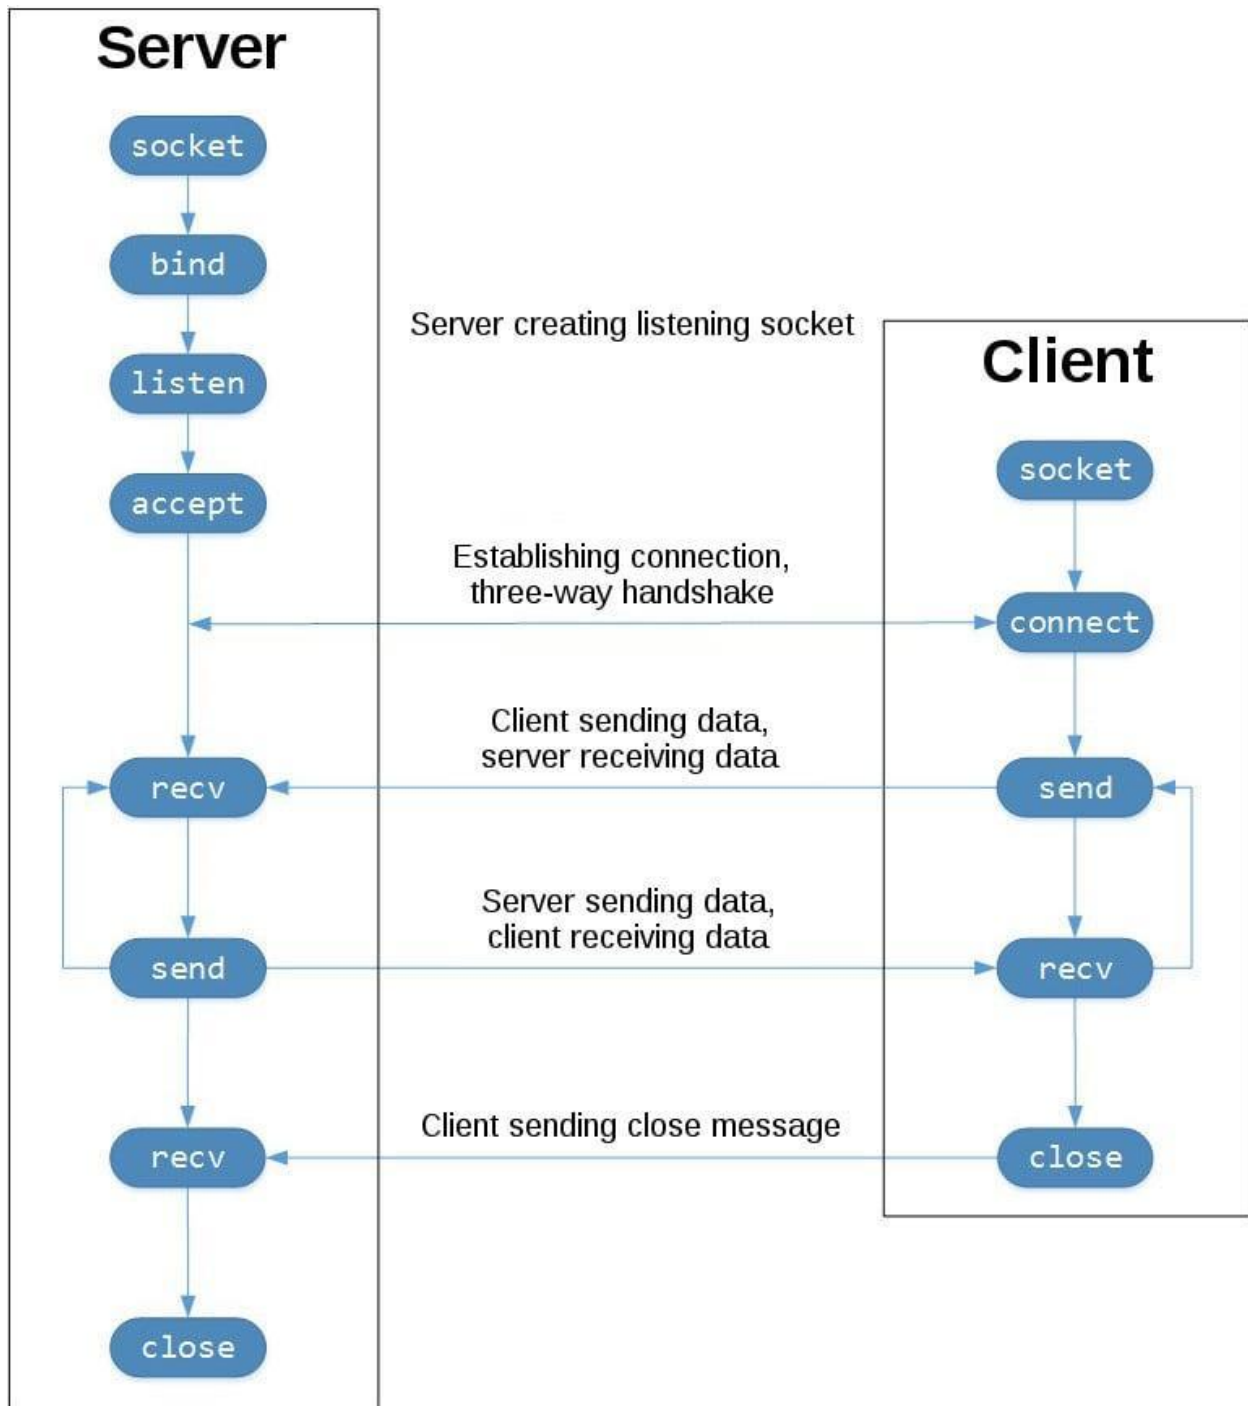 Server
socket
bind
listen
accept
recv
send
recv
close
Server creating listening socket
Establishing connection,
three-way handshake
Client sending data,
server receiving data
Server sending data,
client receiving data
Client sending close message
Client
socket
connect
send
recv
close